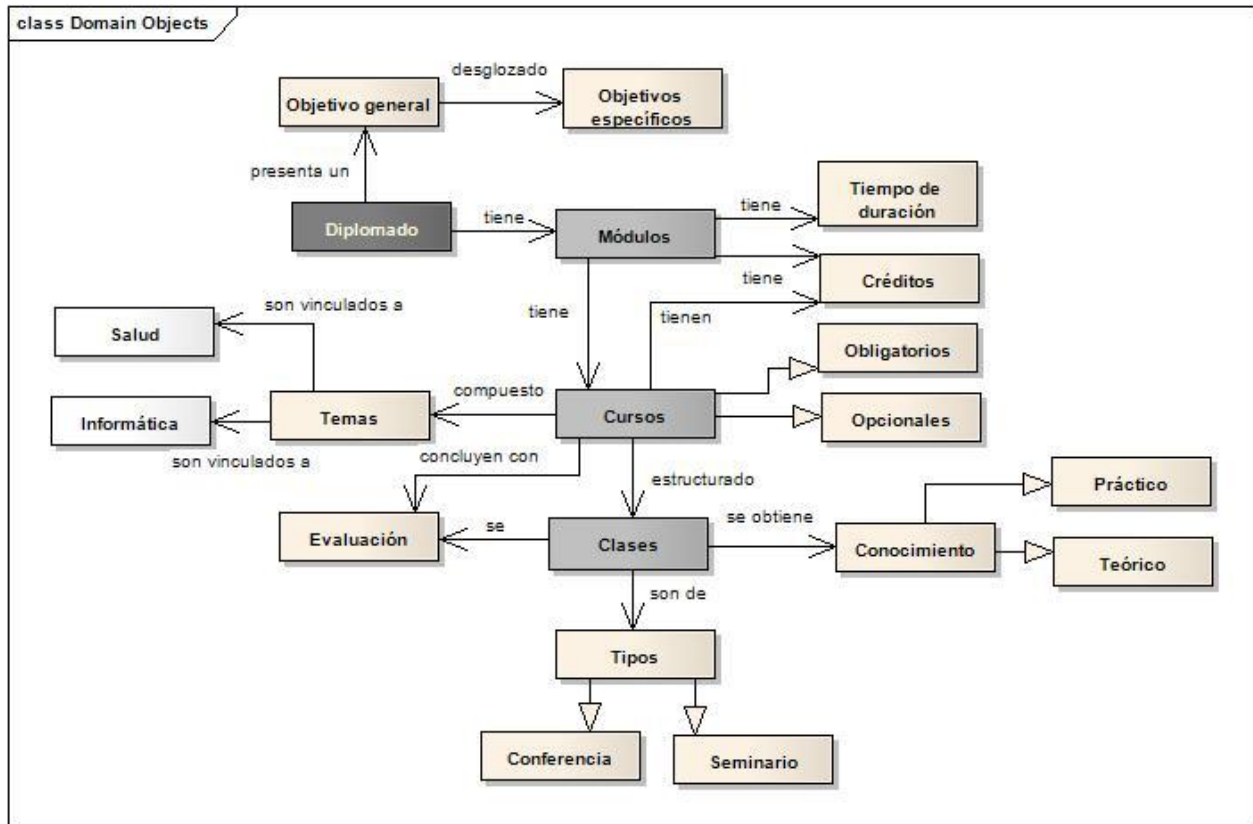 class Domain Objects
desglozado
Objetivo general
Objetivos
específicos
presenta un
Diplomado
tiene
Módulos
tiene
Tiempo de
duración
tiene
Créditos
son vinculados a
tiene
tienen
Salud
Obligatorios
compuesto
Informática
Temas
Cursos
Opcionales
son vinculados a
concluyen con
estructurado
Práctico
Evaluación
se
Clases
se obtiene
Conocimiento
Teórico
son de
Tipos
Conferencia
Seminario